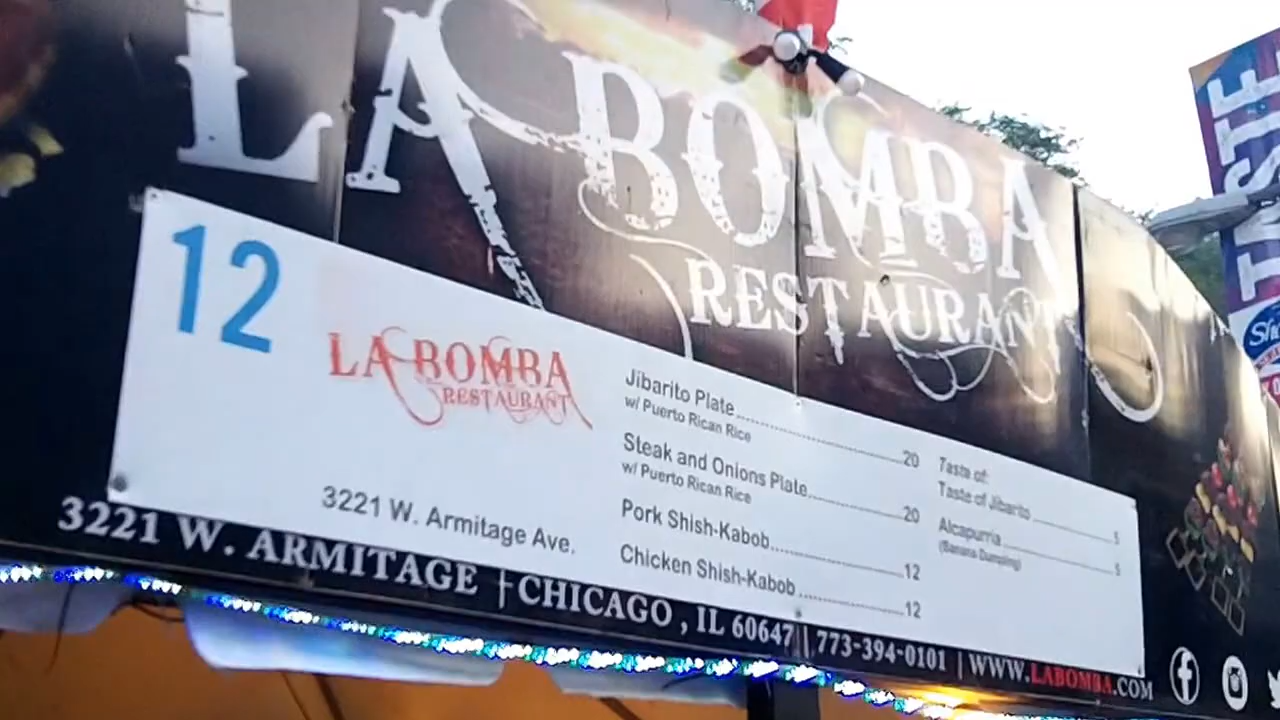 LA BOMBA
RESTAURANT
TASTE
12
LA BOMBA
RESTAURANT
3221 W. Armitage Ave.
Jibarito Plate....................20
w/ Puerto Rican Rice
Steak and Onions Plate....................20
w/ Puerto Rican Rice
Pork Shish-Kabob....................12
Chicken Shish-Kabob....................12
Taste of:
Taste of Jibarito....................5
Alcapurria....................5
(Banana Dumpling)
3221 W. ARMITAGE | CHICAGO, IL 60647 || 773-394-0101 | WWW.LABOMBA.COM